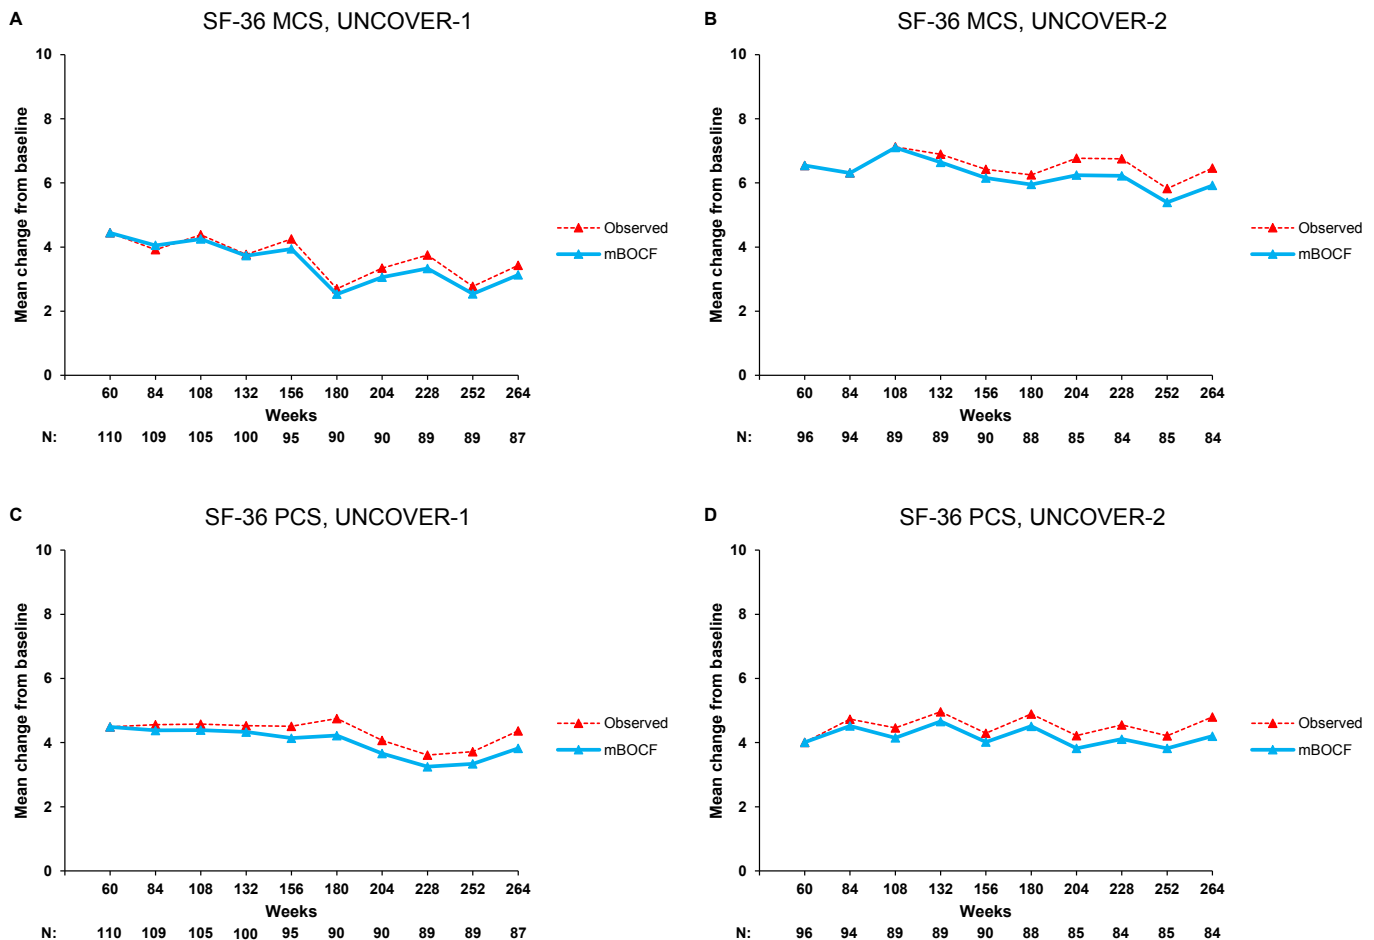 A
SF-36 MCS, UNCOVER-1
10
8
6
4
2
0
Mean change from baseline
60 84 108 132 156 180 204 228 252 264
Weeks
N: 110 109 105 100 95 90 90 89 89 87
Observed
mBOCF
B
SF-36 MCS, UNCOVER-2
10
8
6
4
2
0
Mean change from baseline
60 84 108 132 156 180 204 228 252 264
Weeks
N: 96 94 89 89 90 88 85 84 85 84
Observed
mBOCF
C
SF-36 PCS, UNCOVER-1
10
8
6
4
2
0
Mean change from baseline
60 84 108 132 156 180 204 228 252 264
Weeks
N: 110 109 105 100 95 90 90 89 89 87
Observed
mBOCF
D
SF-36 PCS, UNCOVER-2
10
8
6
4
2
0
Mean change from baseline
60 84 108 132 156 180 204 228 252 264
Weeks
N: 96 94 89 89 90 88 85 84 85 84
Observed
mBOCF